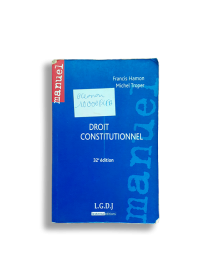 manuel
Francis Hamon
Michel Troper
DROIT
CONSTITUTIONNEL
32e édition
manuel
L.G.D.J